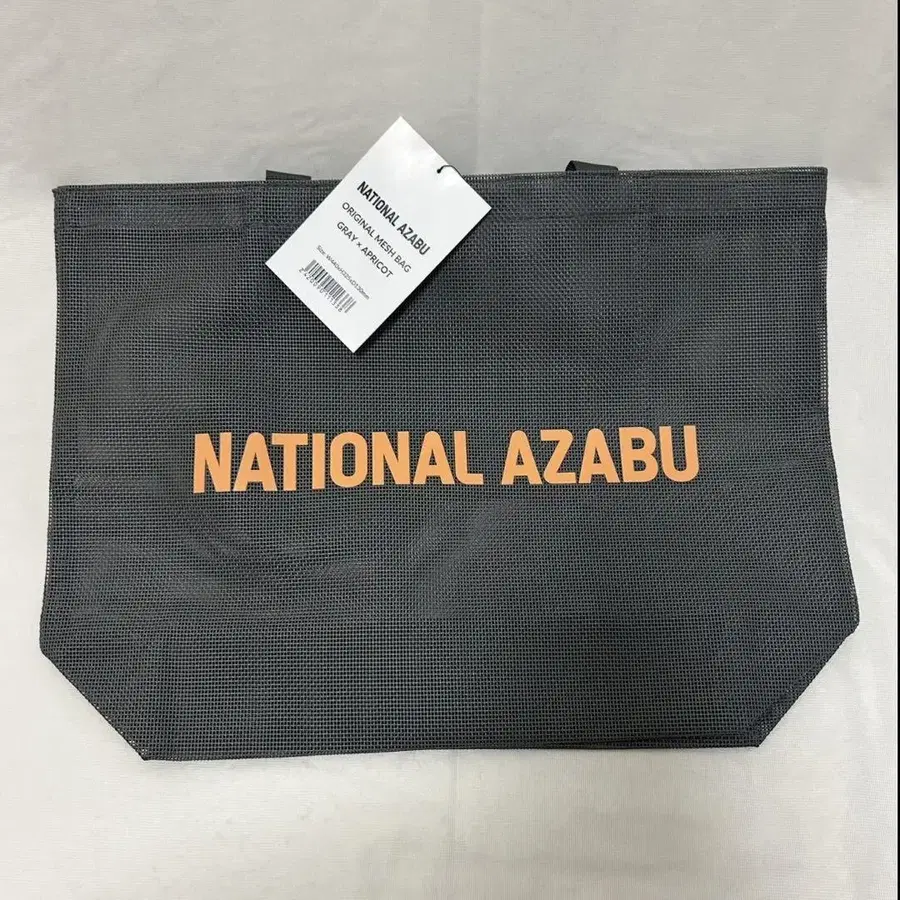 NATIONAL AZABU
ORIGINAL MESH BAG
GRAY × APRICOT
NATIONAL AZABU